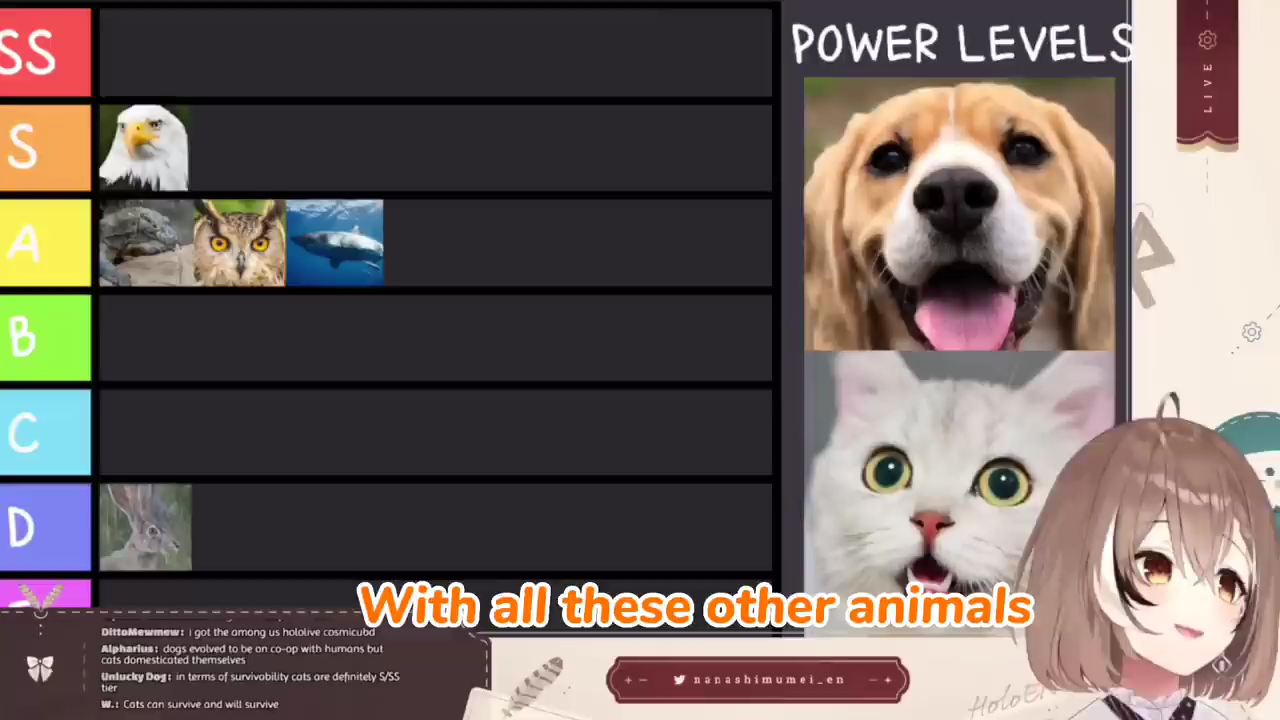 SS
POWER LEVELS
LIVE
S
A
B
C
D
With all these other animals
DittoMewmew: i got the among us hololive cosmicubd
Alpharius: dogs evolved to be an co-op with humans but
cats domesticated themselves
Unlucky Dog: in terms of survivability cats are definitely S/SS
tier
W.: Cats can survive and will survive
nanashimumei_en
HoloEN